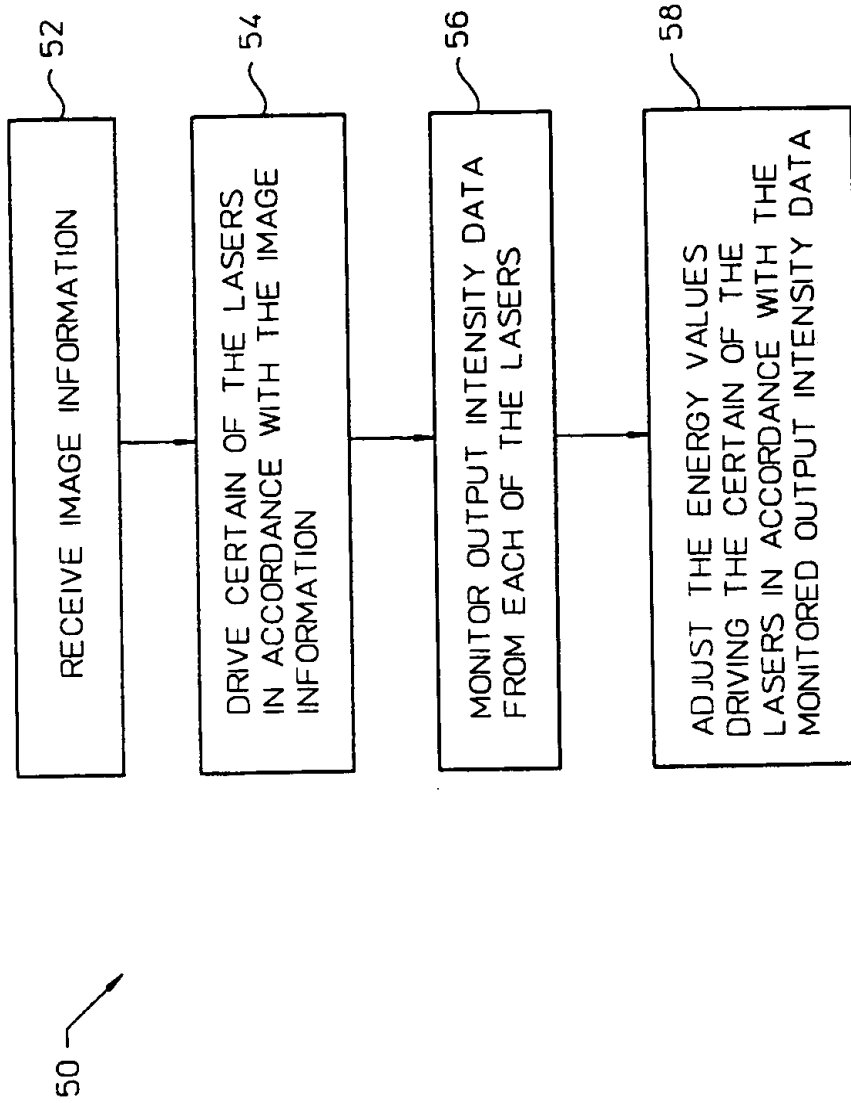 50
RECEIVE IMAGE INFORMATION
52
DRIVE CERTAIN OF THE LASERS
IN ACCORDANCE WITH THE IMAGE
INFORMATION
54
MONITOR OUTPUT INTENSITY DATA
FROM EACH OF THE LASERS
56
ADJUST THE ENERGY VALUES
DRIVING THE CERTAIN OF THE
LASERS IN ACCORDANCE WITH THE
MONITORED OUTPUT INTENSITY DATA
58